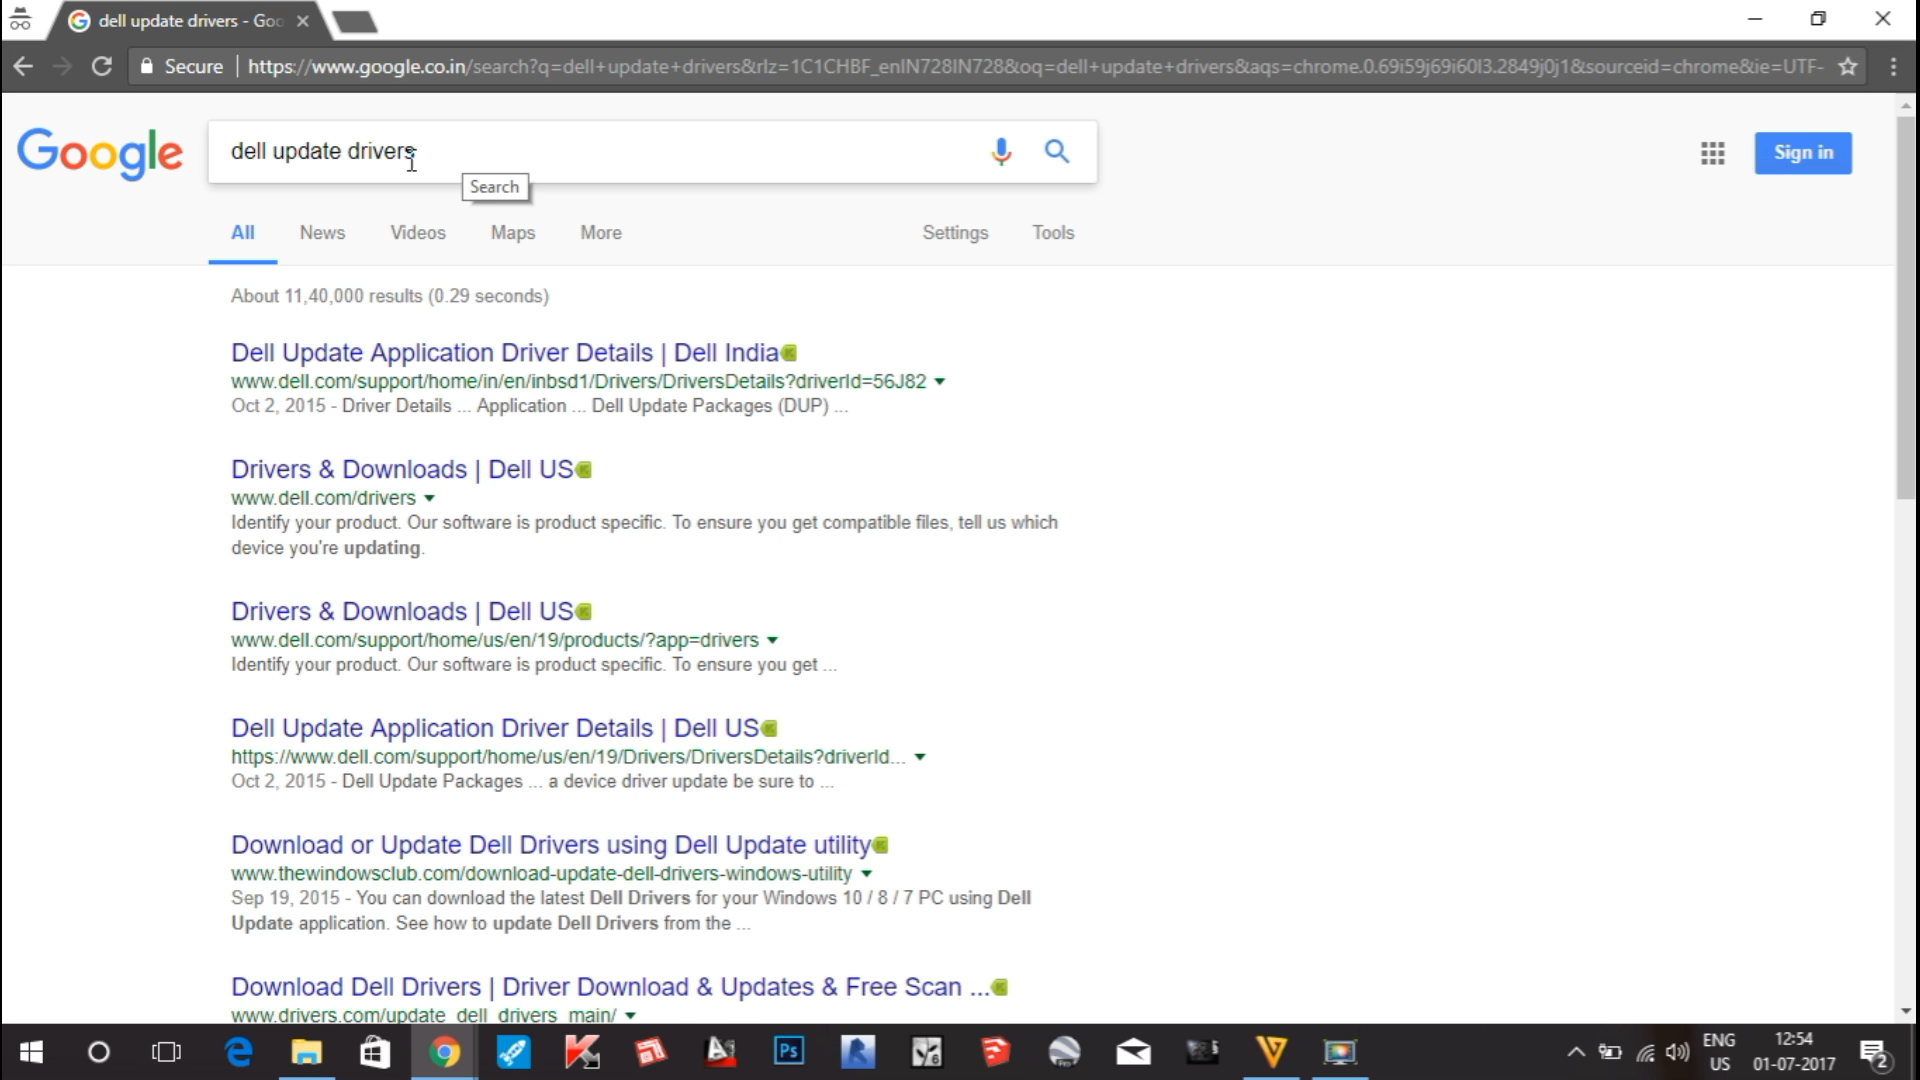 dell update drivers - Goo
Secure https://www.google.co.in/search?q=dell+update+drivers&rlz=1C1CHBF_enIN728IN728&oq=dell+update+drivers&aqs=chrome.0.69i59j69i60l3.2849j0j1&sourceid=chrome&ie=UTF-
Google
dell update drivers
Sign in
Search
All News Videos Maps More Settings Tools
About 11,40,000 results (0.29 seconds)
Dell Update Application Driver Details | Dell India
www.dell.com/support/home/in/en/inbsd1/Drivers/DriversDetails?driverId=56J82
Oct 2, 2015 - Driver Details ... Application ... Dell Update Packages (DUP) ...
Drivers & Downloads | Dell US
www.dell.com/drivers
Identify your product. Our software is product specific. To ensure you get compatible files, tell us which
device you're updating.
Drivers & Downloads | Dell US
www.dell.com/support/home/us/en/19/products/?app=drivers
Identify your product. Our software is product specific. To ensure you get ...
Dell Update Application Driver Details | Dell US
https://www.dell.com/support/home/us/en/19/Drivers/DriversDetails?driverId...
Oct 2, 2015 - Dell Update Packages ... a device driver update be sure to ...
Download or Update Dell Drivers using Dell Update utility
www.thewindowsclub.com/download-update-dell-drivers-windows-utility
Sep 19, 2015 - You can download the latest Dell Drivers for your Windows 10 / 8 / 7 PC using Dell
Update application. See how to update Dell Drivers from the ...
Download Dell Drivers | Driver Download & Updates & Free Scan ...
www.drivers.com/update_dell_drivers_main/
Ps
ENG
US
12:54
01-07-2017
2